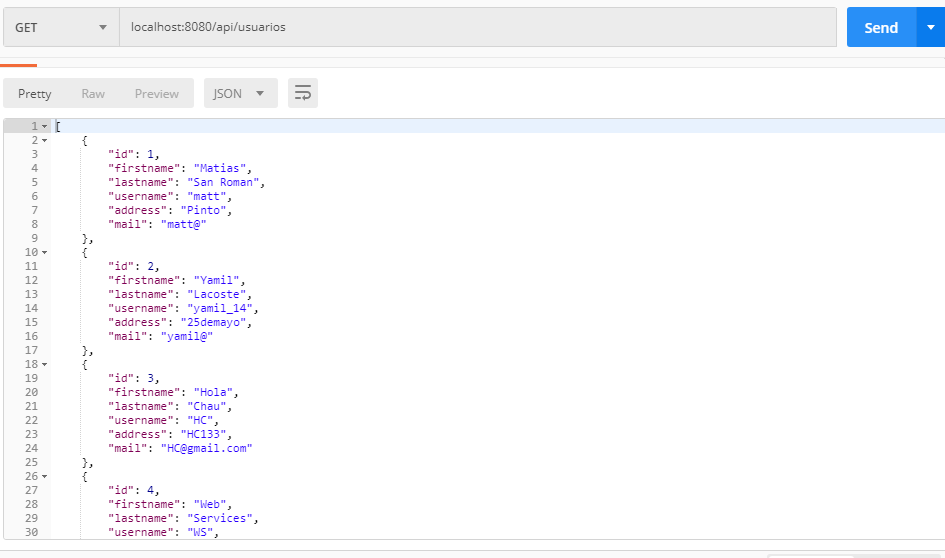 GET localhost:8080/api/usuarios Send
Pretty Raw Preview JSON
1 [
2 {
3 "id": 1,
4 "firstname": "Matias",
5 "lastname": "San Roman",
6 "username": "matt",
7 "address": "Pinto",
8 "mail": "matt@"
9 },
10 {
11 "id": 2,
12 "firstname": "Yamil",
13 "lastname": "Lacoste",
14 "username": "yamil_14",
15 "address": "25demayo",
16 "mail": "yamil@"
17 },
18 {
19 "id": 3,
20 "firstname": "Hola",
21 "lastname": "Chau",
22 "username": "HC",
23 "address": "HC133",
24 "mail": "HC@gmail.com"
25 },
26 {
27 "id": 4,
28 "firstname": "Web",
29 "lastname": "Services",
30 "username": "WS",